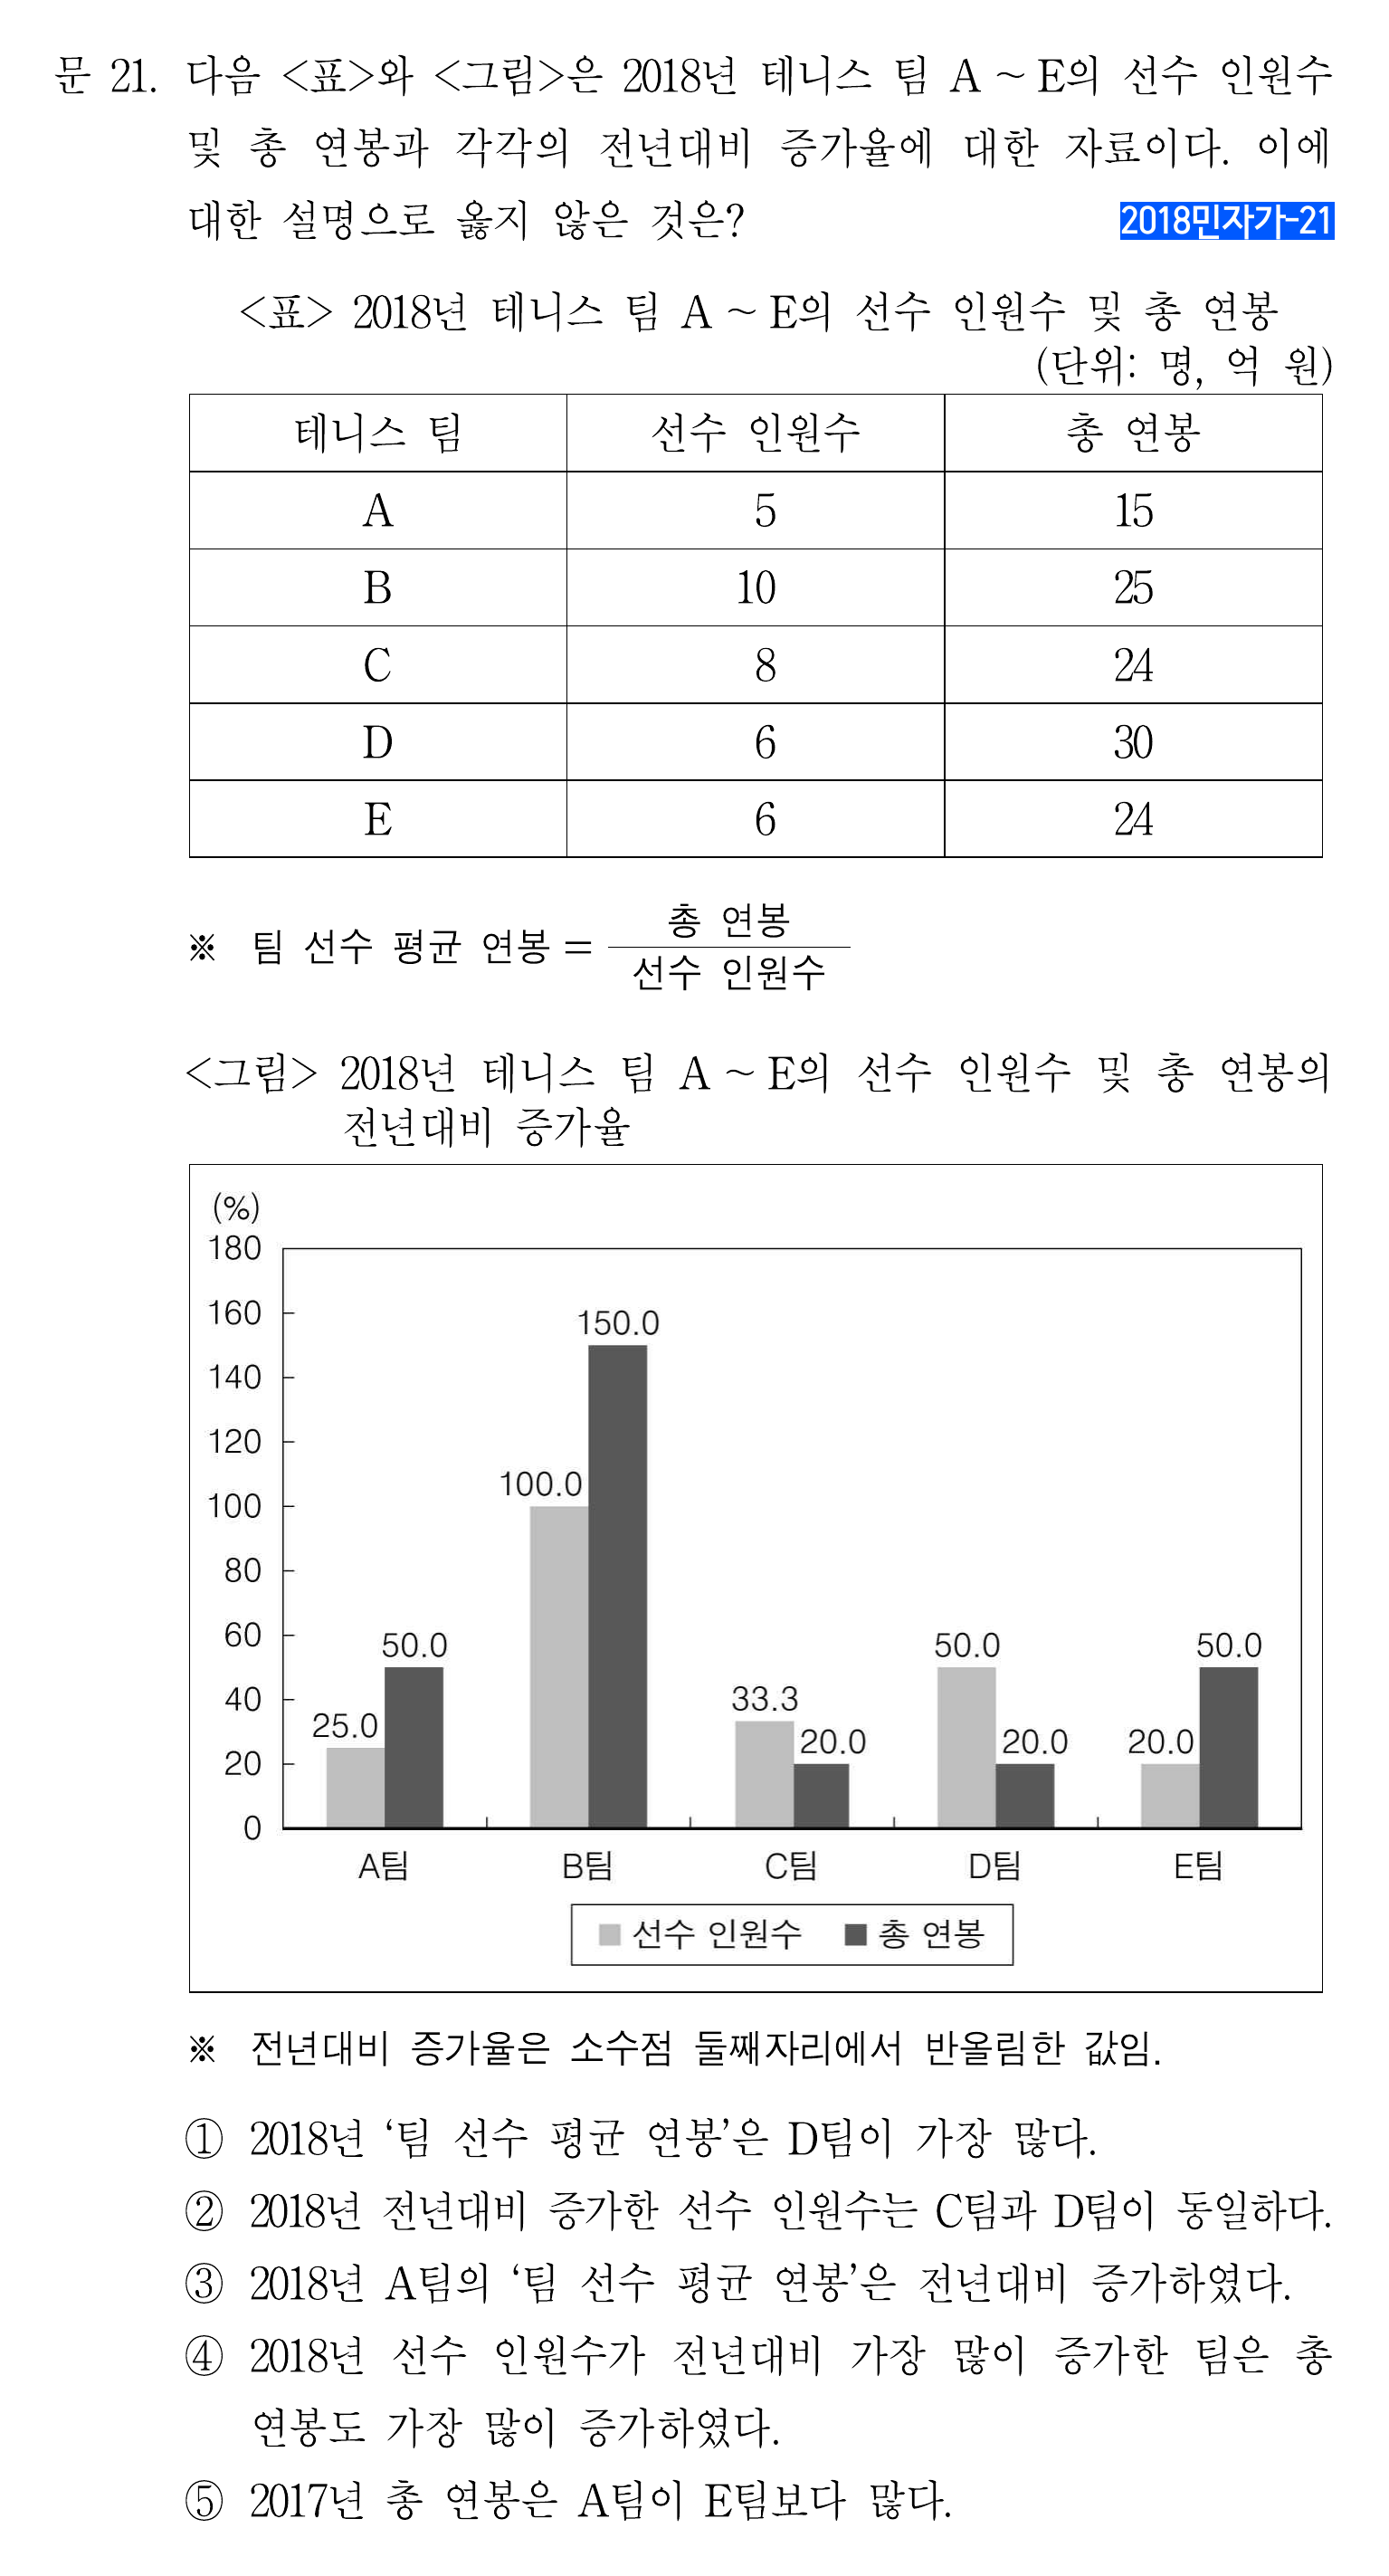 문 21. 다음 <표>와 <그림>은 2018년 테니스 팀 A ~ E의 선수 인원수
및 총 연봉과 각각의 전년대비 증가율에 대한 자료이다. 이에
대한 설명으로 옳지 않은 것은?
2018민자가-21
<표> 2018년 테니스 팀 A ~ E의 선수 인원수 및 총 연봉
(단위: 명, 억 원)
테니스 팀 선수 인원수 총 연봉
A 5 15
B 10 25
C 8 24
D 6 30
E 6 24
※ 팀 선수 평균 연봉 = 총 연봉
선수 인원수
<그림> 2018년 테니스 팀 A ~ E의 선수 인원수 및 총 연봉의
전년대비 증가율
(%)
180
160
140
120
100
80
60
40
20
0
25.0 50.0
100.0 150.0
33.3 20.0
50.0 20.0
20.0 50.0
A팀 B팀 C팀 D팀 E팀
선수 인원수 총 연봉
※ 전년대비 증가율은 소수점 둘째자리에서 반올림한 값임.
① 2018년 ‘팀 선수 평균 연봉’은 D팀이 가장 많다.
② 2018년 전년대비 증가한 선수 인원수는 C팀과 D팀이 동일하다.
③ 2018년 A팀의 ‘팀 선수 평균 연봉’은 전년대비 증가하였다.
④ 2018년 선수 인원수가 전년대비 가장 많이 증가한 팀은 총
연봉도 가장 많이 증가하였다.
⑤ 2017년 총 연봉은 A팀이 E팀보다 많다.